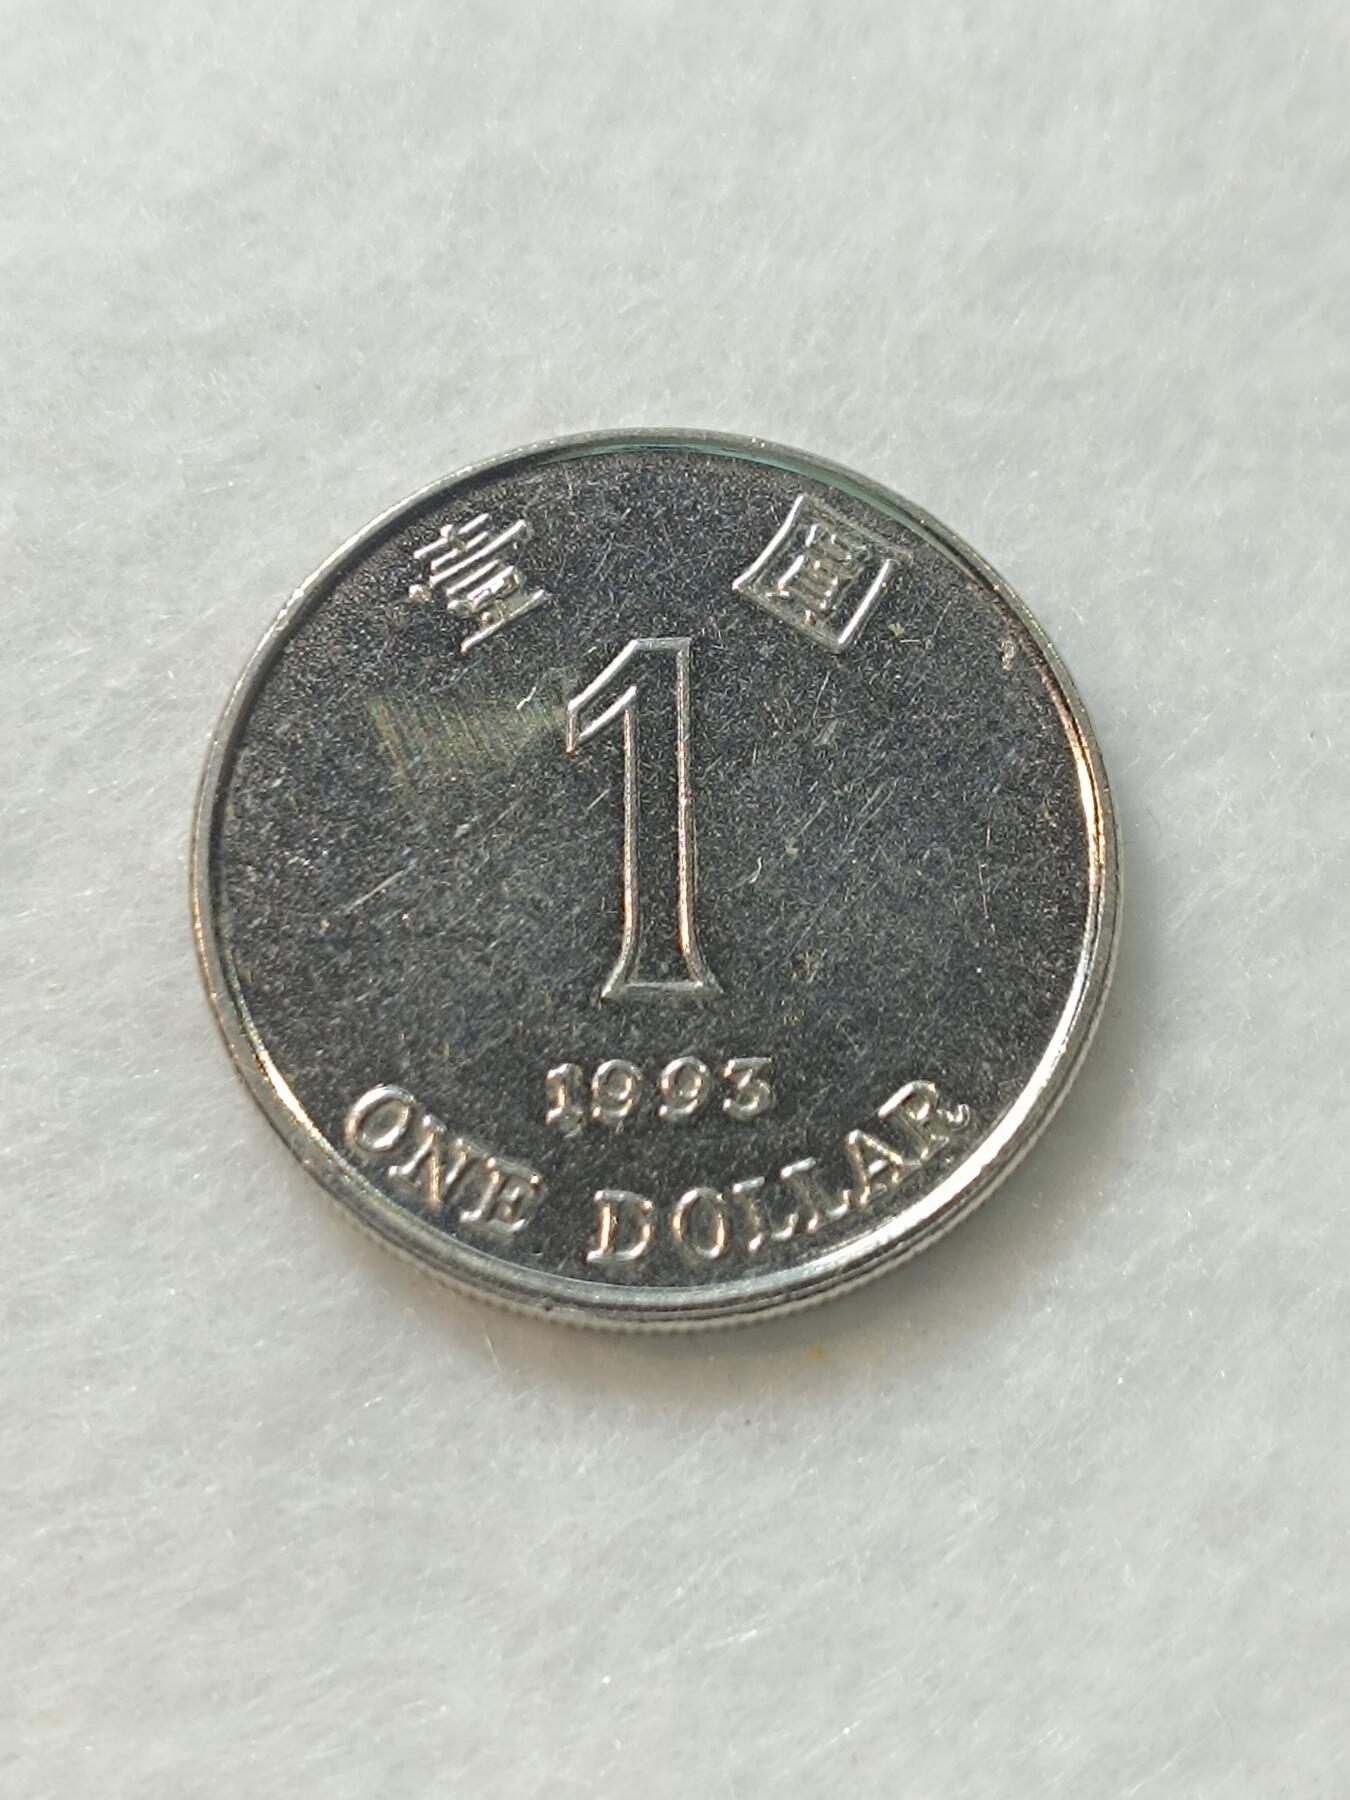 壹 圓
1
1993
ONE DOLLAR